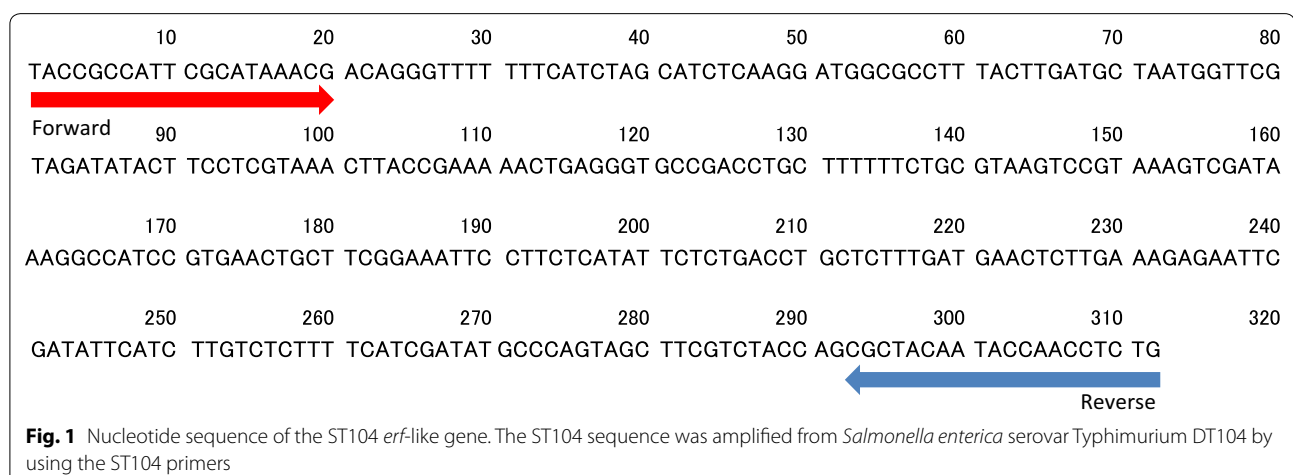 10 20 30 40 50 60 70 80
TACCGCCATT CGCATAAACG ACAGGGTTTT TTTCATCTAG CATCTCAAGG ATGGCGCCTT TACTTGATGC TAATGGTTCG
Forward
90 100 110 120 130 140 150 160
TAGATATACT TCCTCGTAAA CTTACCGAAA AACTGAGGGT GCCGACCTGC TTTTTTCTGC GTAAGTCCGT AAAGTCGATA
170 180 190 200 210 220 230 240
AAGGCCATCC GTGAACTGCT TCGGAAATTC CTTCTCATAT TCTCTGACCT GCTCTTTGAT GAACTCTTGA AAGAGAATTC
250 260 270 280 290 300 310 320
GATATTCATC TTGTCTCTTT TCATCGATAT GCCCAGTAGC TTCGTCTACC AGCGCTACAA TACCAACCTC TG
Reverse
Fig. 1 Nucleotide sequence of the ST104 erf-like gene. The ST104 sequence was amplified from Salmonella enterica serovar Typhimurium DT104 by
using the ST104 primers